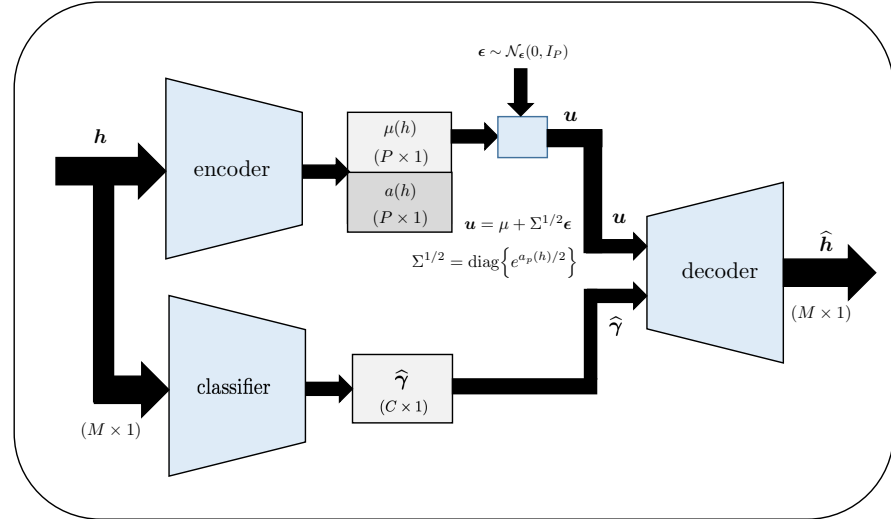 ϵ ∼ 𝒩_ϵ(0, I_P)
h
encoder
μ(h)
(P × 1)
a(h)
(P × 1)
u
u = μ + Σ^{1/2}ϵ
Σ^{1/2} = diag{e^{a_p(h)/2}}
u
decoder
ĥ
(M × 1)
γ̂
classifier
γ̂
(C × 1)
(M × 1)